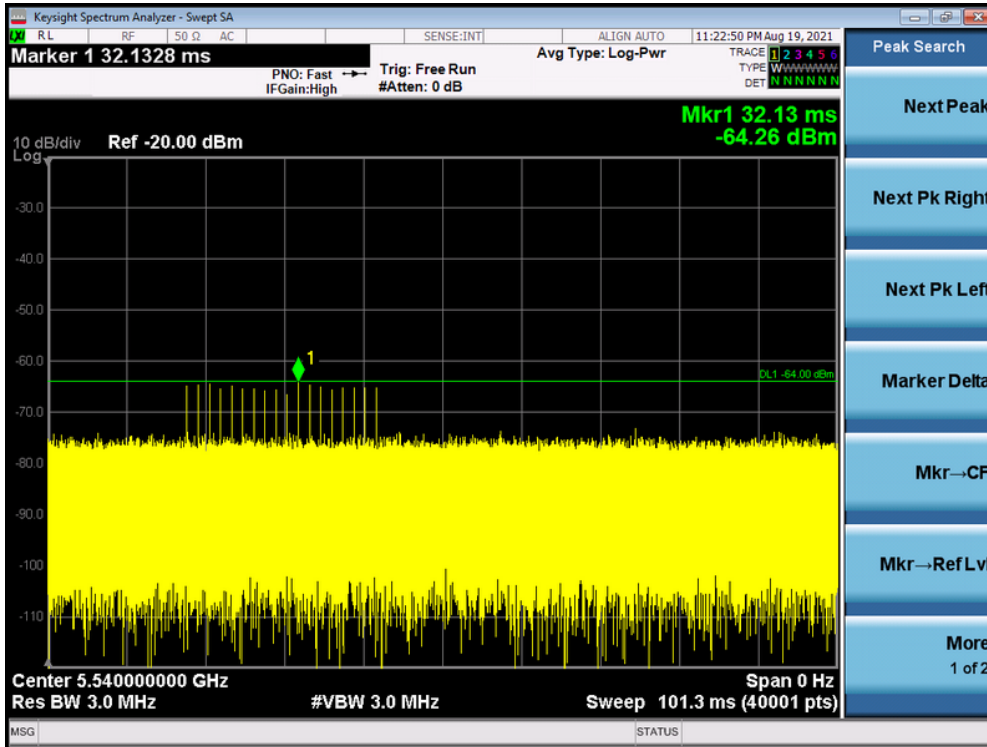 Keysight Spectrum Analyzer - Swept SA
LXI RL RF 50 Ω AC SENSE:INT ALIGN AUTO 11:22:50 PM Aug 19, 2021
Marker 1 32.1328 ms
PNO: Fast
IFGain:High
Trig: Free Run
#Atten: 0 dB
Avg Type: Log-Pwr
TRACE 1 2 3 4 5 6
TYPE WWWWWW
DET N N N N N N
Mkr1 32.13 ms
-64.26 dBm
10 dB/div Ref -20.00 dBm
Log
-30.0
-40.0
-50.0
-60.0
1
DL1 -64.00 dBm
-70.0
-80.0
-90.0
-100
-110
Center 5.540000000 GHz Span 0 Hz
Res BW 3.0 MHz #VBW 3.0 MHz Sweep 101.3 ms (40001 pts)
MSG STATUS
Peak Search
Next Peak
Next Pk Right
Next Pk Left
Marker Delta
Mkr→CF
Mkr→Ref Lvl
More
1 of 2